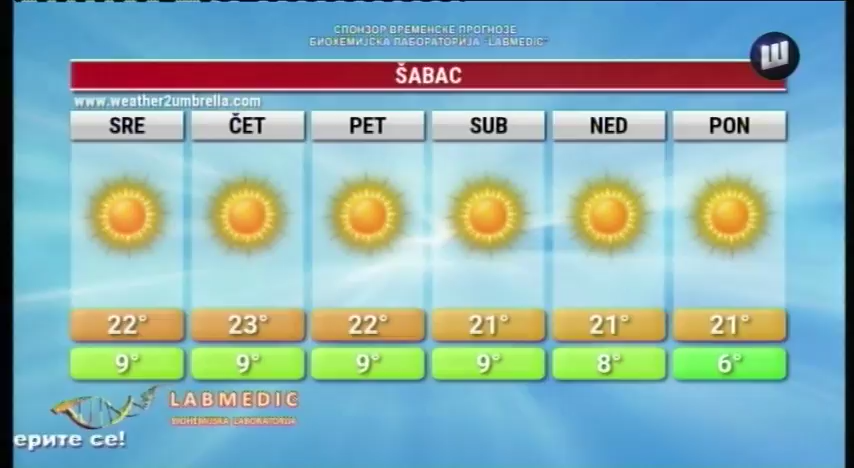 СПОНЗОР ВРЕМЕНСКЕ ПРОГНОЗЕ
БИОХЕМИЈСКА ЛАБОРАТОРИЈА "LABMEDIC"
Ш
ŠABAC
www.weather2umbrella.com
SRE ČET PET SUB NED PON
22° 23° 22° 21° 21° 21°
9° 9° 9° 9° 8° 6°
LABMEDIC
BIOHEMIJSKA LABORATORIJA
ерите се!